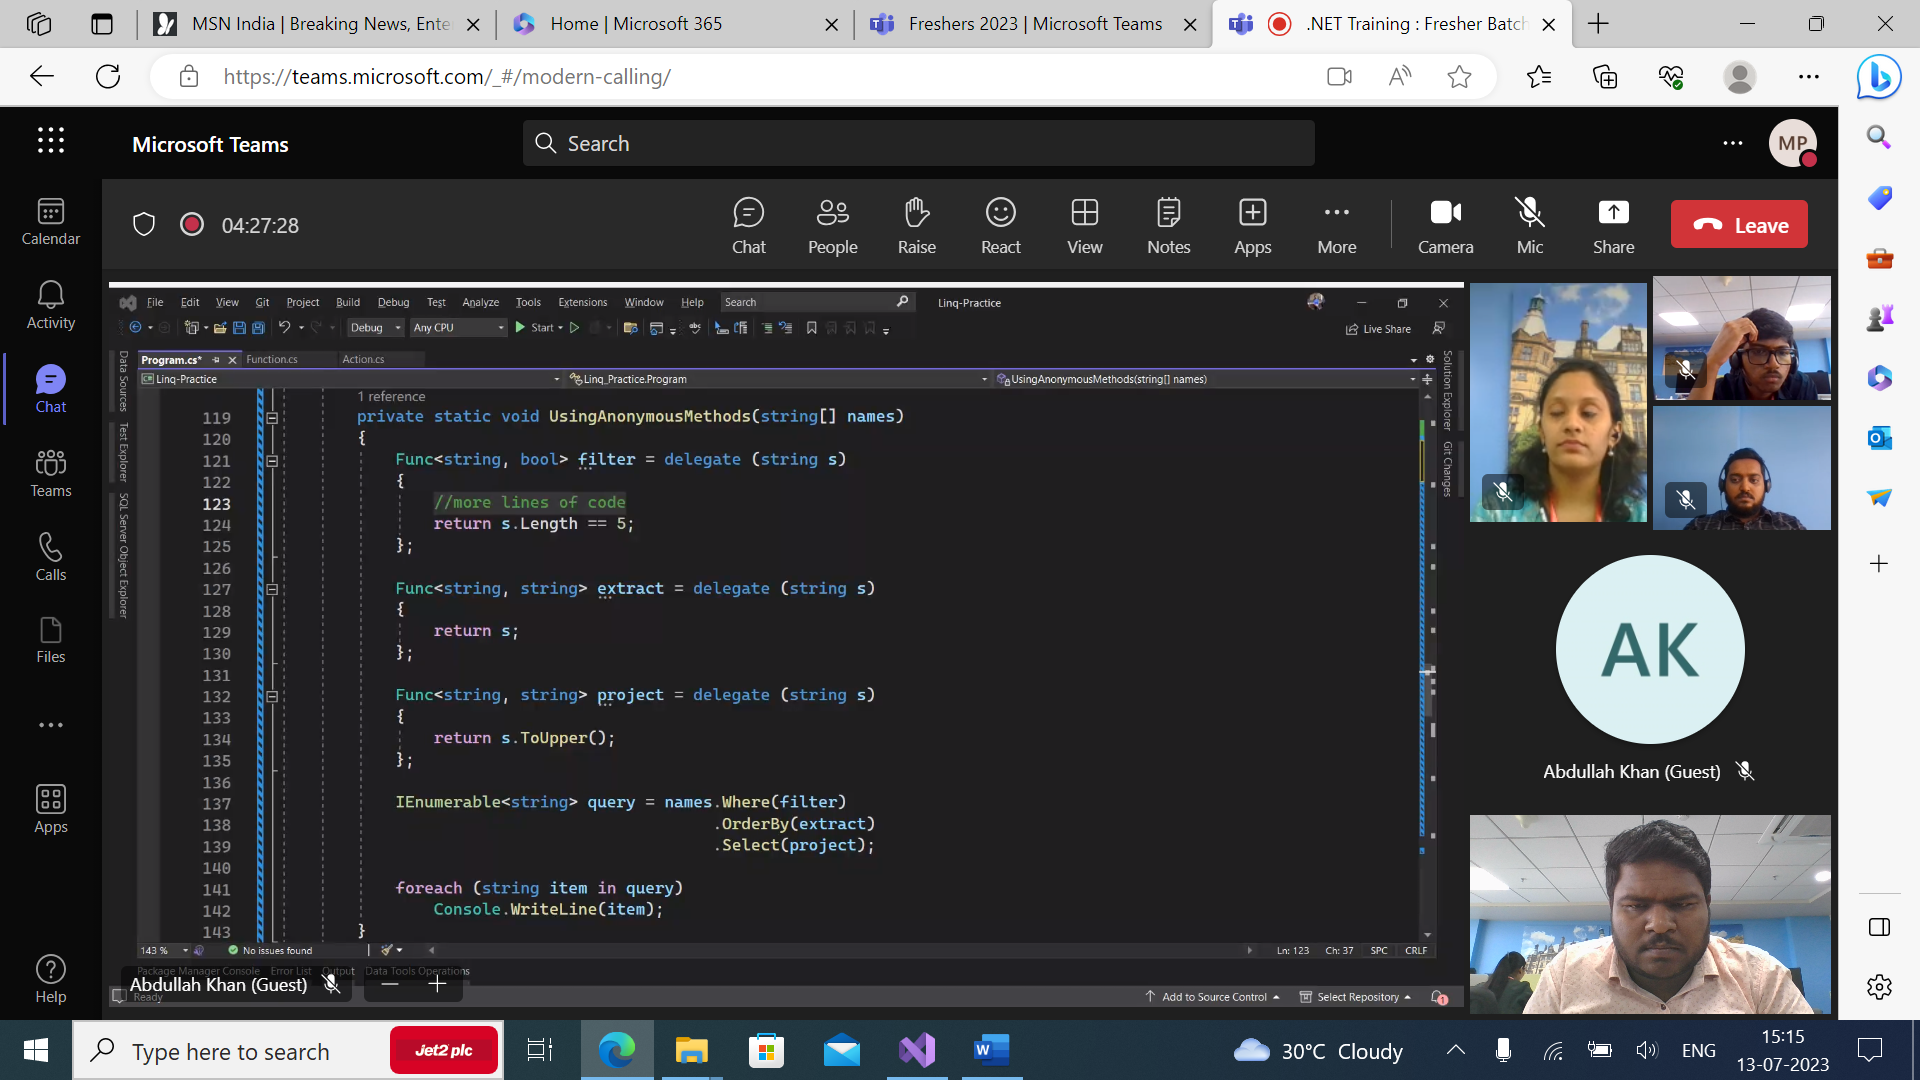 MSN India | Breaking News, Ente
Home | Microsoft 365
Freshers 2023 | Microsoft Teams
.NET Training : Fresher Batch
https://teams.microsoft.com/_#/modern-calling/
Microsoft Teams
Search
MP
04:27:28
Chat
People
Raise
React
View
Notes
Apps
More
Camera
Mic
Share
Leave
Calendar
Activity
Chat
Teams
Calls
Files
Apps
Help
File Edit View Git Project Build Debug Test Analyze Tools Extensions Window Help Search Linq-Practice
Debug Any CPU Start Live Share
Program.cs* Function.cs Action.cs
Linq-Practice Linq_Practice.Program UsingAnonymousMethods(string[] names)
Data Sources
Test Explorer
SQL Server Object Explorer
Solution Explorer
Git Changes
1 reference
119 private static void UsingAnonymousMethods(string[] names)
120 {
121 Func<string, bool> filter = delegate (string s)
122 {
123 //more lines of code
124 return s.Length == 5;
125 };
126
127 Func<string, string> extract = delegate (string s)
128 {
129 return s;
130 };
131
132 Func<string, string> project = delegate (string s)
133 {
134 return s.ToUpper();
135 };
136
137 IEnumerable<string> query = names.Where(filter)
138 .OrderBy(extract)
139 .Select(project);
140
141 foreach (string item in query)
142 Console.WriteLine(item);
143 }
143 % No issues found Ln: 123 Ch: 37 SPC CRLF
Package Manager Console Error List Output Data Tools Operations
Abdullah Khan (Guest)
Ready Add to Source Control Select Repository 1
AK
Abdullah Khan (Guest)
Type here to search
Jet2 plc
30°C Cloudy
ENG
15:15
13-07-2023